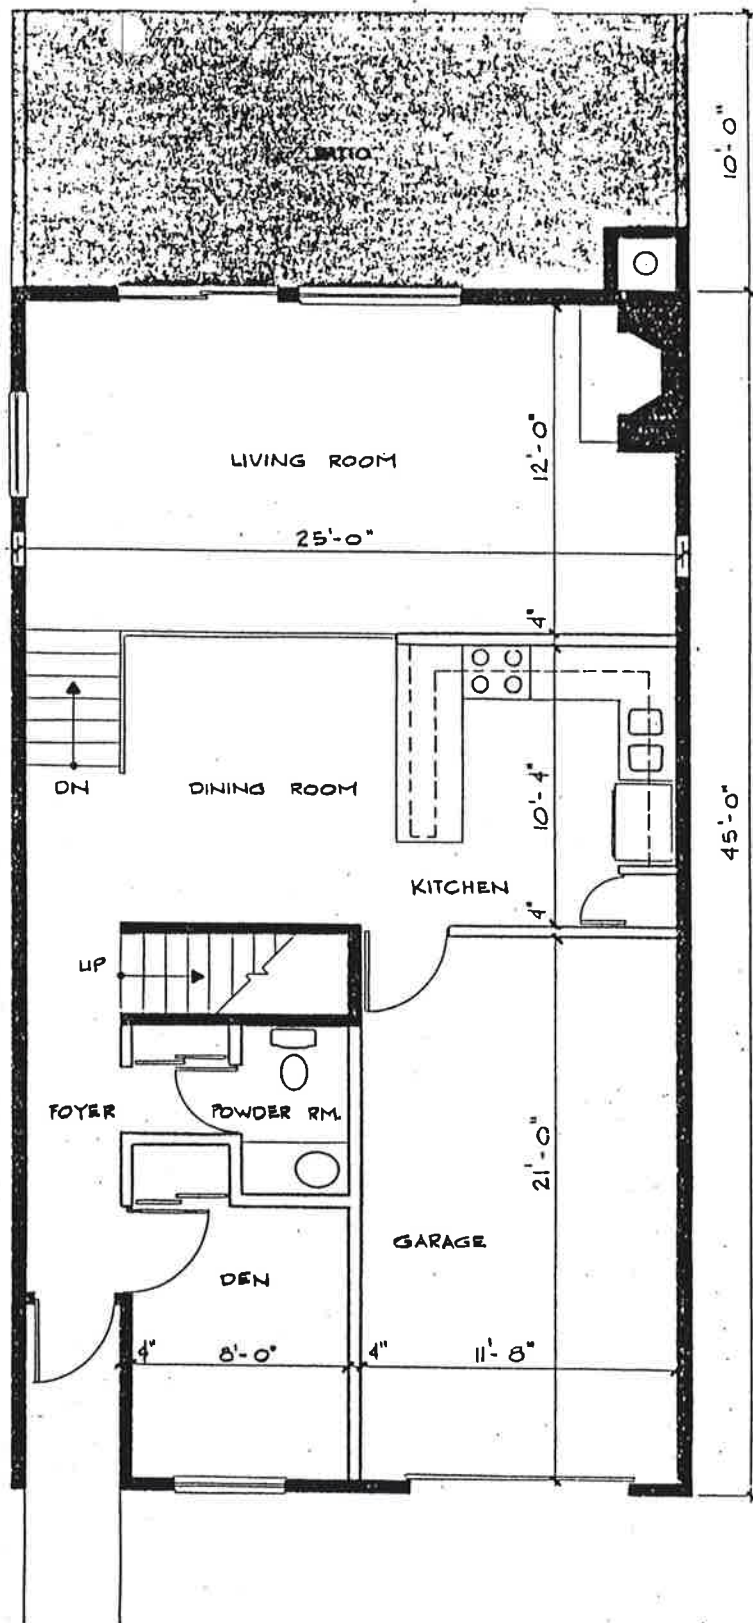 PATIO
10'-0"
LIVING ROOM
12'-0"
25'-0"
4"
DN
DINING ROOM
10'-4"
45'-0"
KITCHEN
4"
UP
FOYER
POWDER RM.
21'-0"
GARAGE
DEN
4"
8'-0"
4"
11'-8"